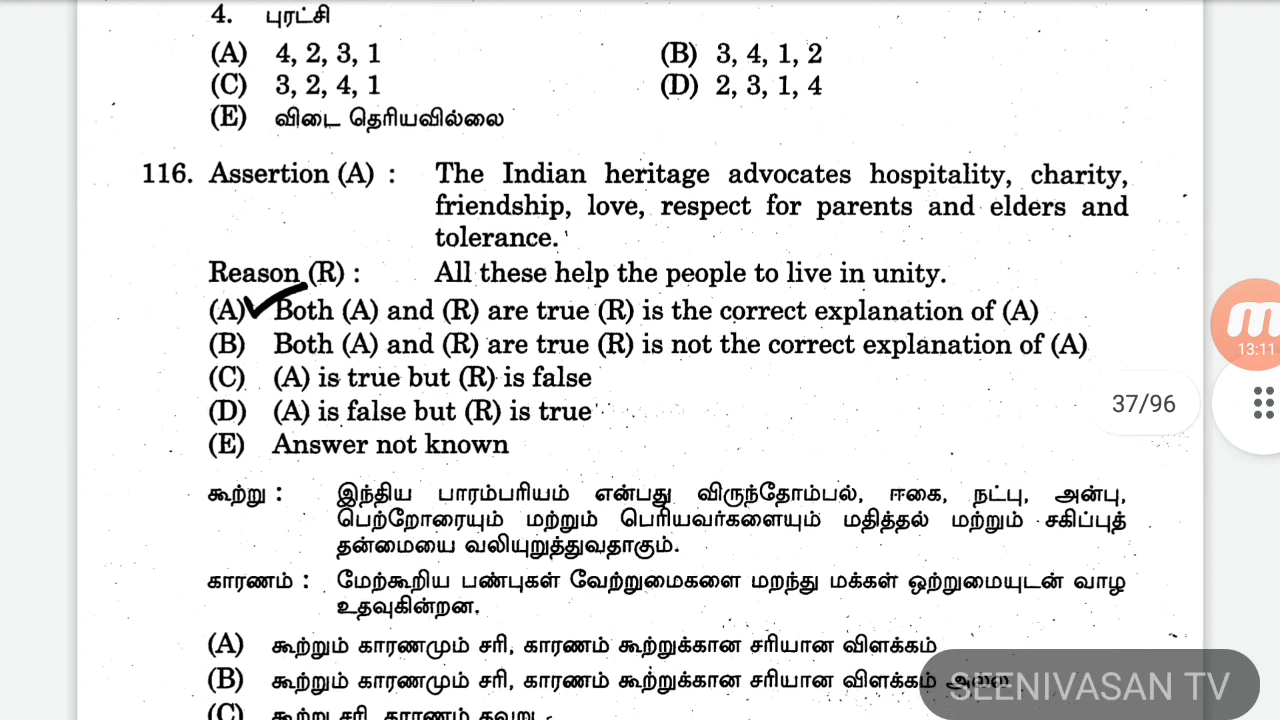 4. புரட்சி
(A) 4, 2, 3, 1 (B) 3, 4, 1, 2
(C) 3, 2, 4, 1 (D) 2, 3, 1, 4
(E) விடை தெரியவில்லை
116. Assertion (A) : The Indian heritage advocates hospitality, charity,
friendship, love, respect for parents and elders and
tolerance.
Reason (R) : All these help the people to live in unity.
(A) Both (A) and (R) are true (R) is the correct explanation of (A)
(B) Both (A) and (R) are true (R) is not the correct explanation of (A)
(C) (A) is true but (R) is false
(D) (A) is false but (R) is true
(E) Answer not known
37/96
13:11
கூற்று : இந்திய பாரம்பரியம் என்பது விருந்தோம்பல், ஈகை, நட்பு, அன்பு,
பெற்றோரையும் மற்றும் பெரியவர்களையும் மதித்தல் மற்றும் சகிப்புத்
தன்மையை வலியுறுத்துவதாகும்.
காரணம் : மேற்கூறிய பண்புகள் வேற்றுமைகளை மறந்து மக்கள் ஒற்றுமையுடன் வாழ
உதவுகின்றன.
(A) கூற்றும் காரணமும் சரி, காரணம் கூற்றுக்கான சரியான விளக்கம்
(B) கூற்றும் காரணமும் சரி, காரணம் கூற்றுக்கான சரியான விளக்கம் அல்ல
(C) கூற்று சரி, காரணம் தவறு
SEENIVASAN TV